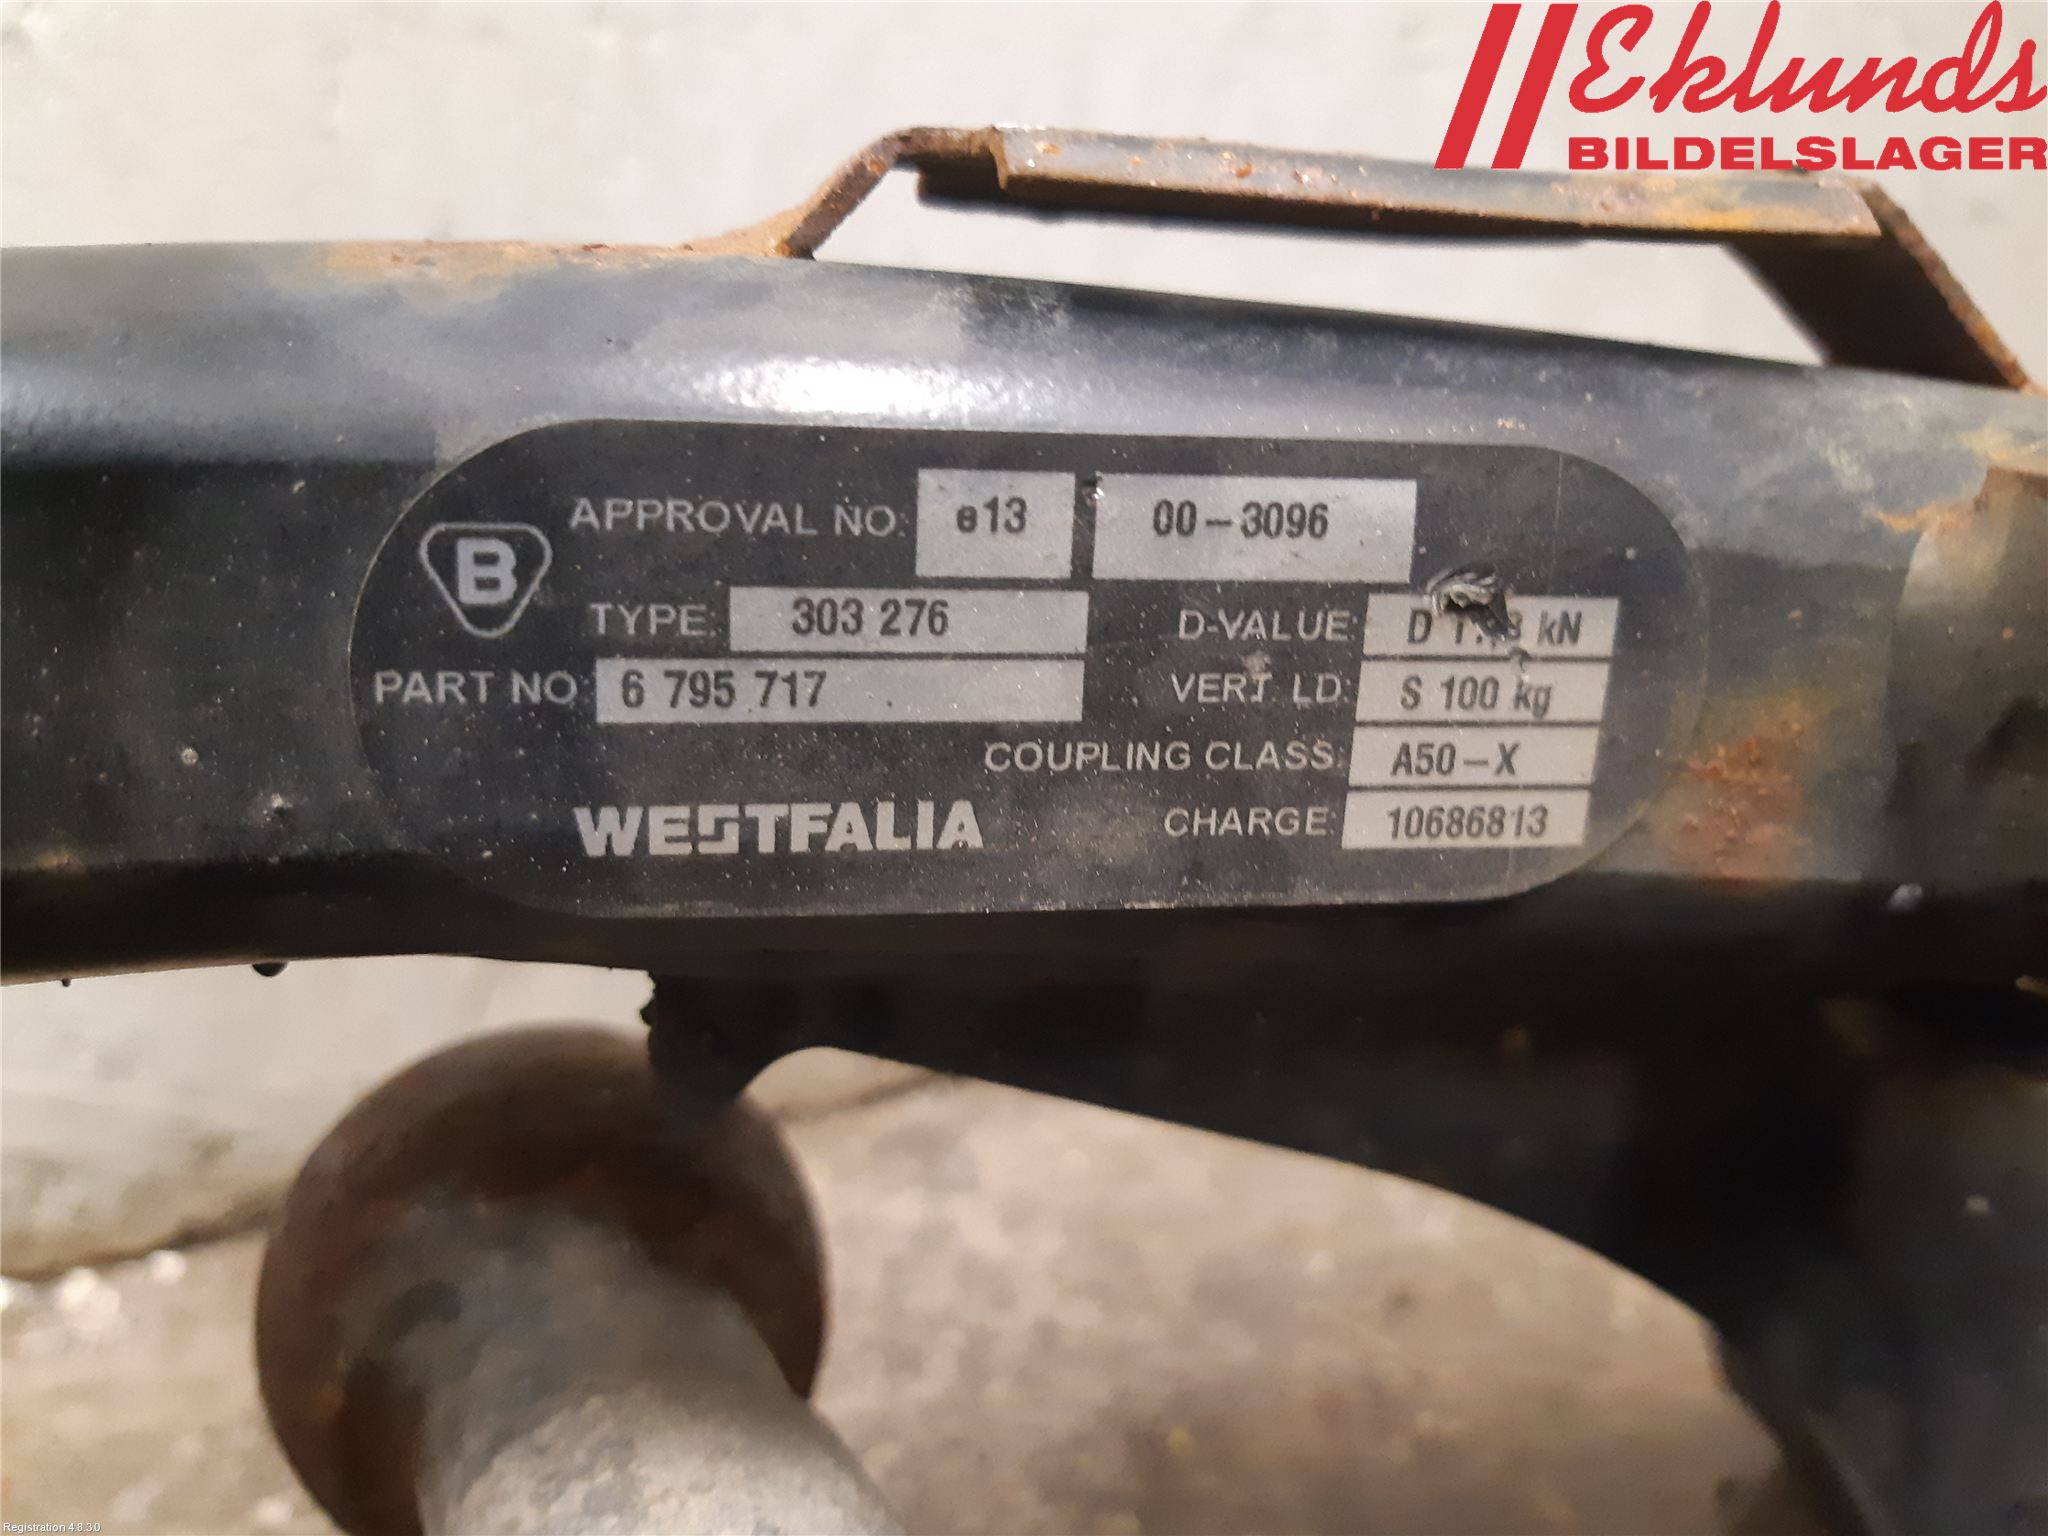 Eklunds
BILDELSLAGER
APPROVAL NO: e13 00-3096
B
TYPE: 303 276
D-VALUE: D kN
PART NO: 6 795 717
VERT. LD: S 100 kg
COUPLING CLASS: A50-X
WESTFALIA
CHARGE: 10686813
Registration 4.8.3.0